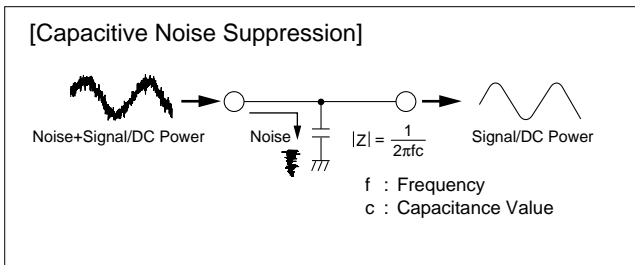 [Capacitive Noise Suppression]
Noise+Signal/DC Power
Noise
|Z| = 1
2πfc
Signal/DC Power
f : Frequency
c : Capacitance Value